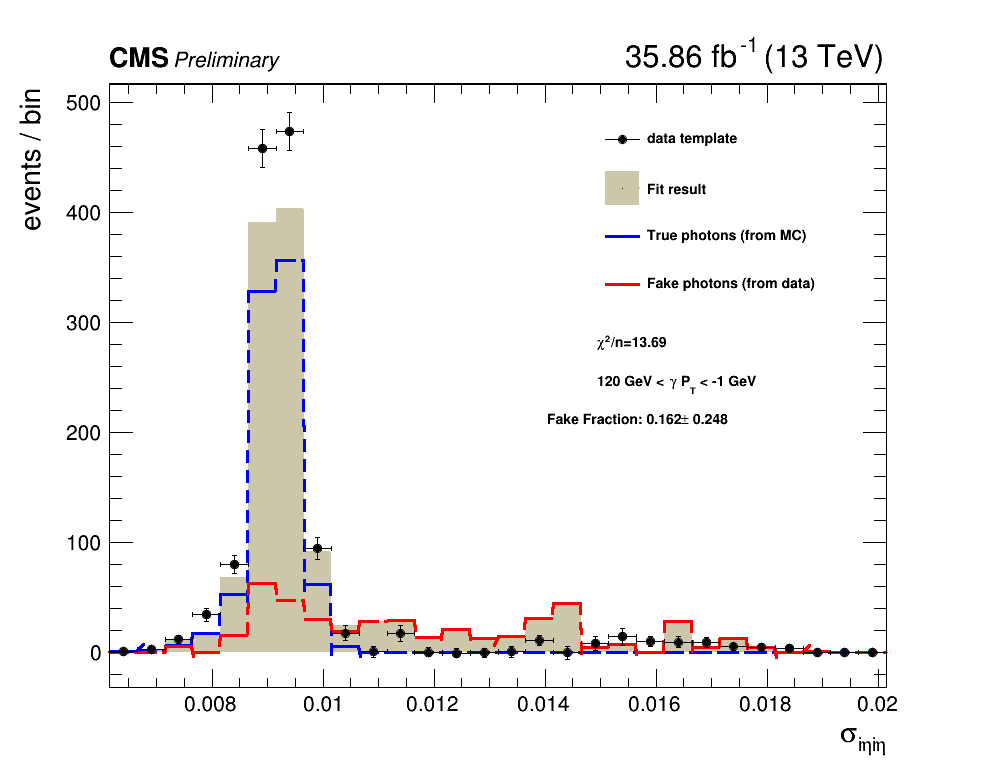 CMS Preliminary
35.86 fb⁻¹ (13 TeV)
events / bin
500
400
300
200
100
0
data template
Fit result
True photons (from MC)
Fake photons (from data)
χ²/n=13.69
120 GeV < γ P_T < -1 GeV
Fake Fraction: 0.162± 0.248
0.008 0.01 0.012 0.014 0.016 0.018 0.02
σ_iηiη